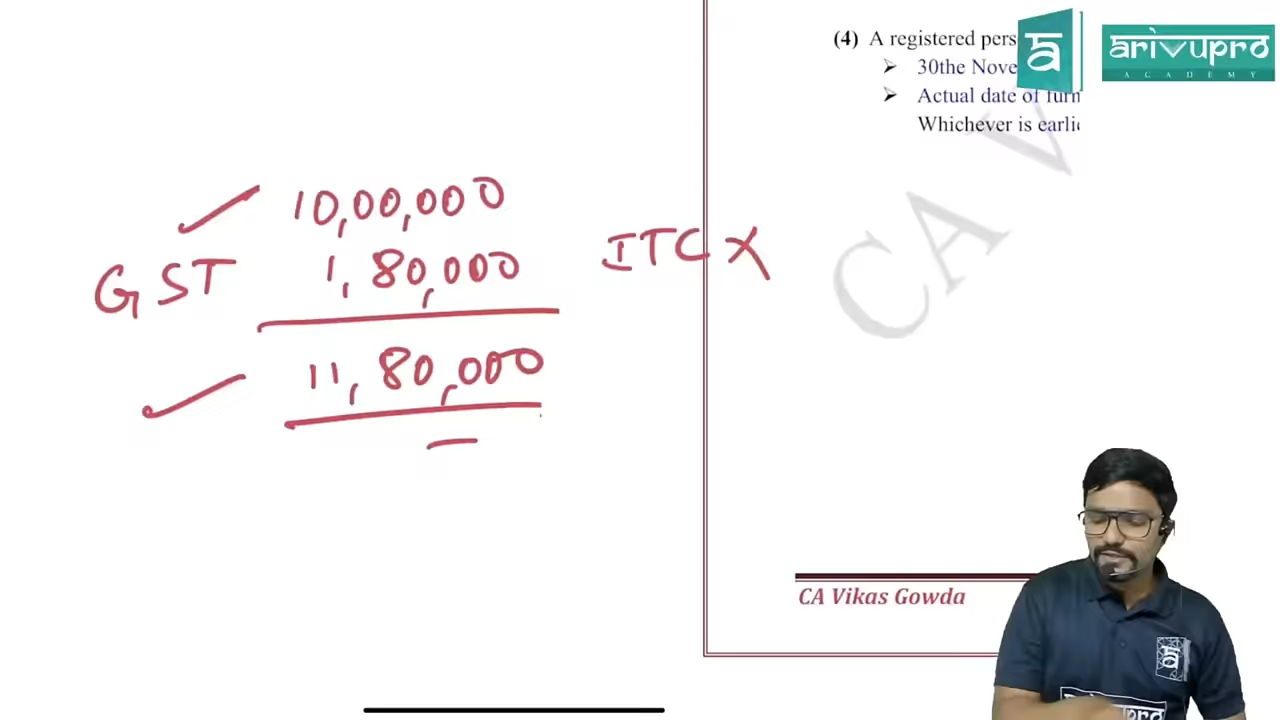 10,00,000
GST 1,80,000 ITC X
11,80,000
(4) A registered pers
➤ 30the Nove
➤ Actual date of furn
Whichever is earlie
CA V
CA Vikas Gowda
arivupro
ACADEMY